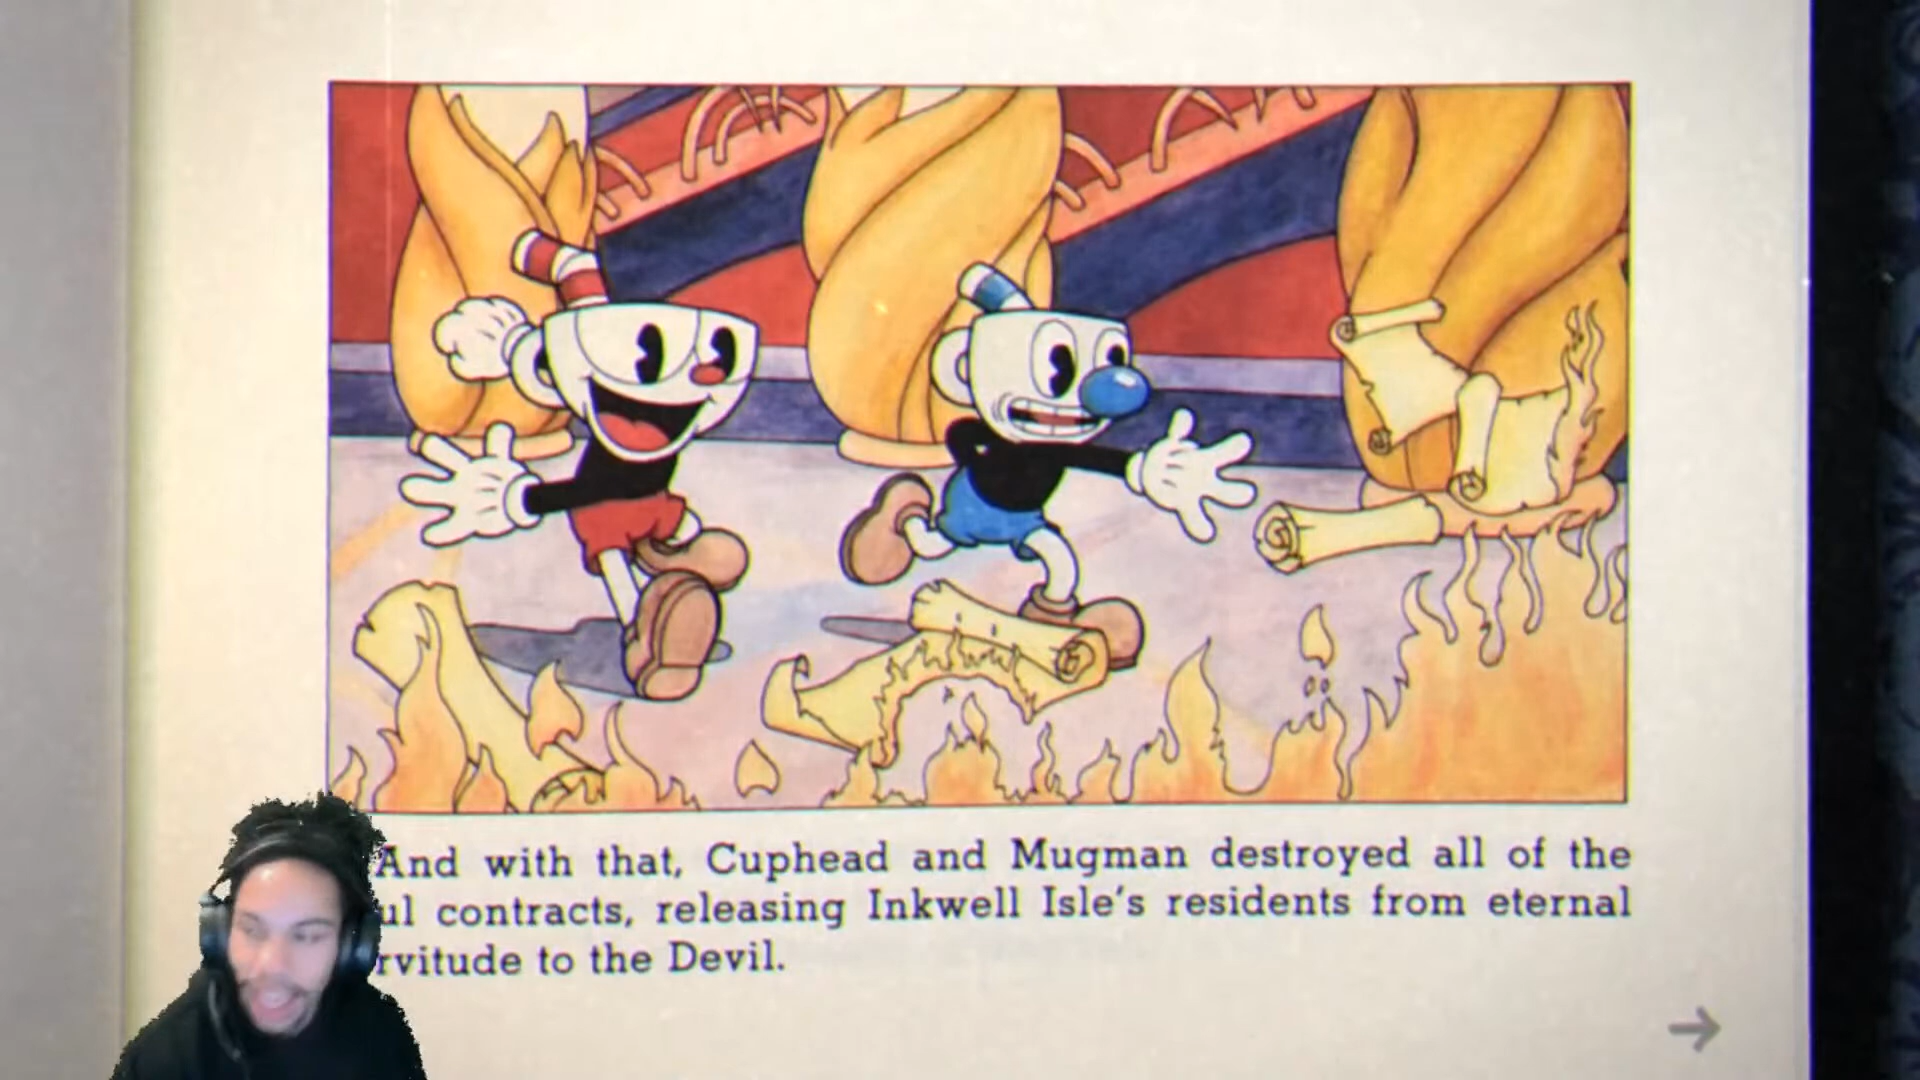 And with that, Cuphead and Mugman destroyed all of the
ul contracts, releasing Inkwell Isle's residents from eternal
rvitude to the Devil.